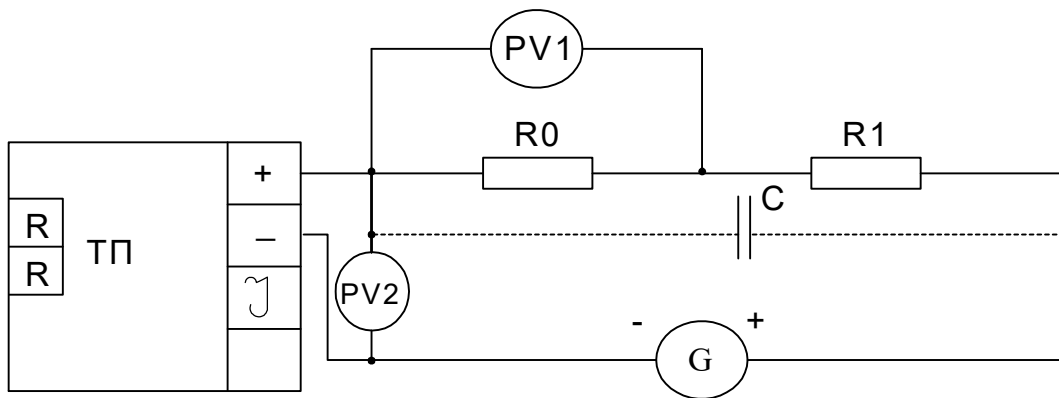 PV1
R0
R1
+
C
R
ТП
–
R
PV2
- +
G